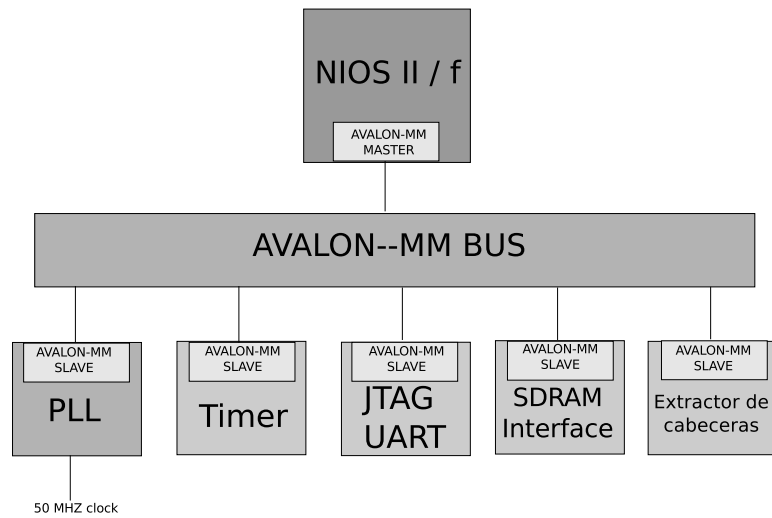 NIOS II / f
AVALON-MM
MASTER
AVALON--MM BUS
AVALON-MM
SLAVE
PLL
AVALON-MM
SLAVE
Timer
AVALON-MM
SLAVE
JTAG
UART
AVALON-MM
SLAVE
SDRAM
Interface
AVALON-MM
SLAVE
Extractor de
cabeceras
50 MHZ clock